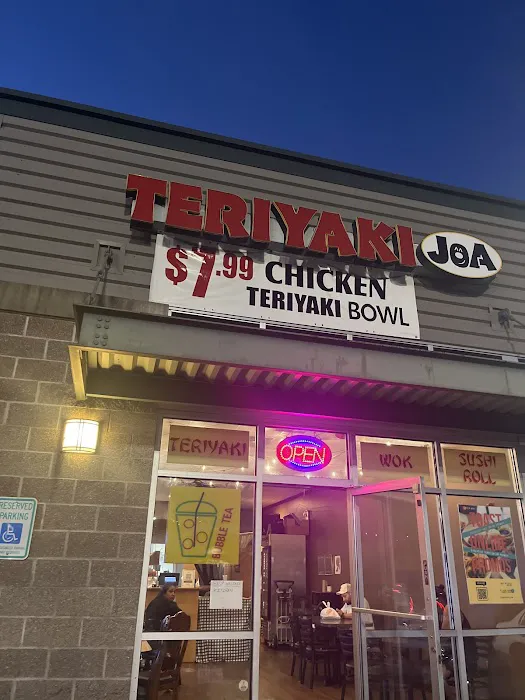 TERIYAKI
JOA
$7.99 CHICKEN
TERIYAKI BOWL
TERIYAKI
OPEN
WOK
SUSHI
ROLL
BUBBLE TEA
RESERVED
PARKING